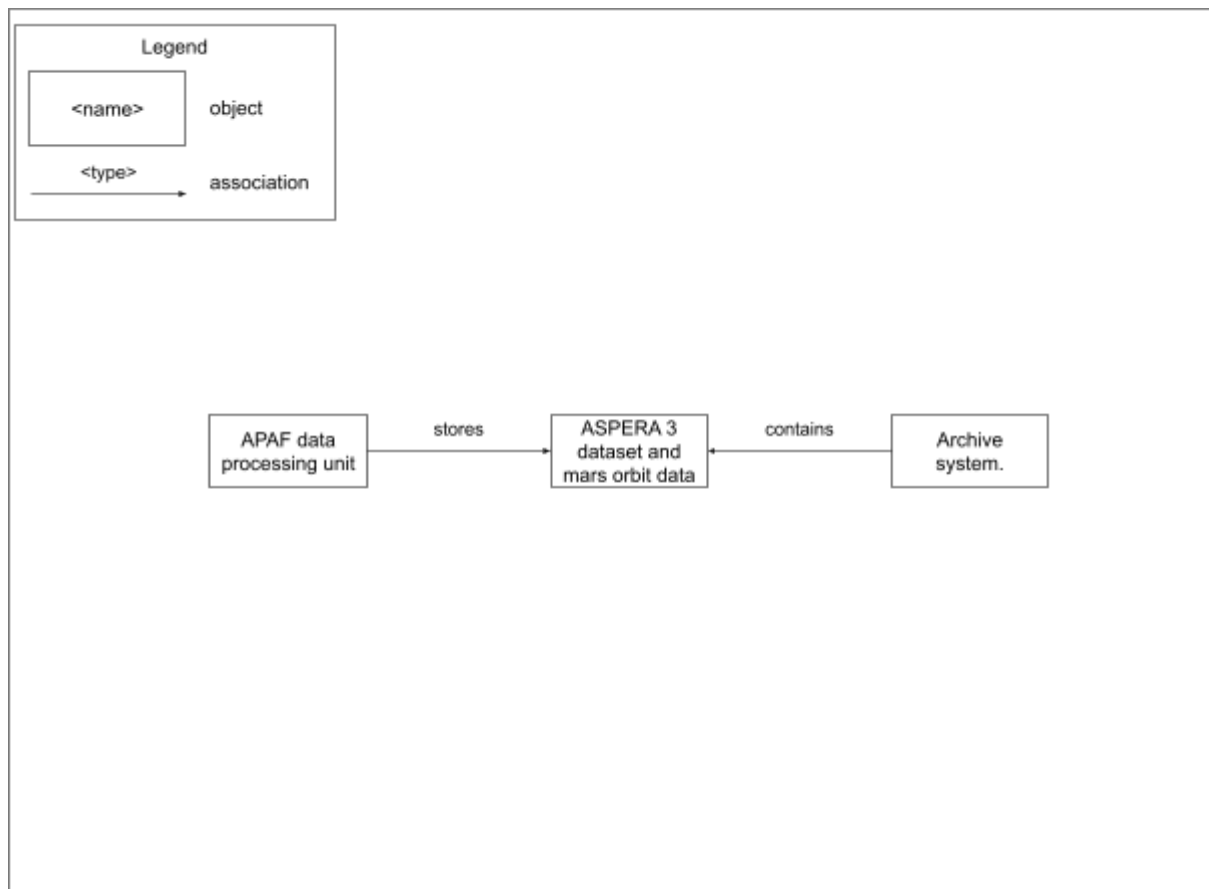 Legend
<name>
object
<type>
association
APAF data
processing unit
stores
ASPERA 3
dataset and
mars orbit data
contains
Archive
system.